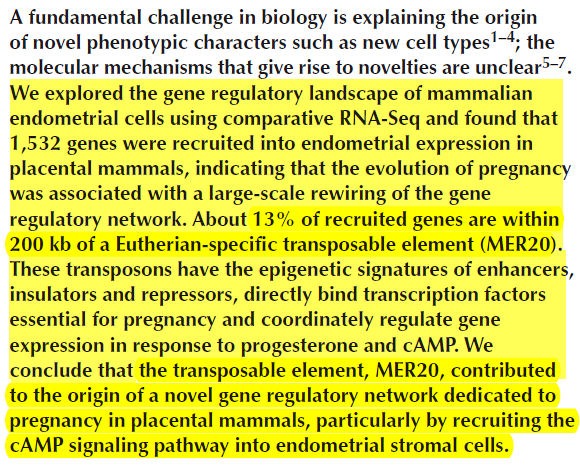 A fundamental challenge in biology is explaining the origin
of novel phenotypic characters such as new cell types1–4; the
molecular mechanisms that give rise to novelties are unclear5–7.
We explored the gene regulatory landscape of mammalian
endometrial cells using comparative RNA-Seq and found that
1,532 genes were recruited into endometrial expression in
placental mammals, indicating that the evolution of pregnancy
was associated with a large-scale rewiring of the gene
regulatory network. About 13% of recruited genes are within
200 kb of a Eutherian-specific transposable element (MER20).
These transposons have the epigenetic signatures of enhancers,
insulators and repressors, directly bind transcription factors
essential for pregnancy and coordinately regulate gene
expression in response to progesterone and cAMP. We
conclude that the transposable element, MER20, contributed
to the origin of a novel gene regulatory network dedicated to
pregnancy in placental mammals, particularly by recruiting the
cAMP signaling pathway into endometrial stromal cells.